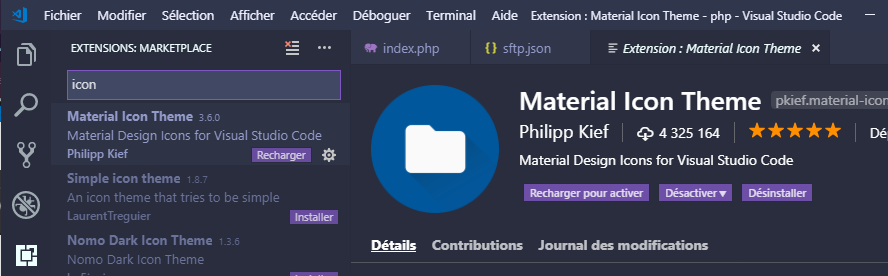 Fichier Modifier Sélection Afficher Accéder Déboguer Terminal Aide Extension : Material Icon Theme - php - Visual Studio Code
EXTENSIONS: MARKETPLACE
index.php
{} sftp.json
Extension : Material Icon Theme
icon
Material Icon Theme 3.6.0
Material Design Icons for Visual Studio Code
Philipp Kief Recharger
Simple icon theme 1.8.7
An icon theme that tries to be simple
LaurentTreguier Installer
Nomo Dark Icon Theme 1.3.6
Nomo Dark Icon Theme
Material Icon Theme pkief.material-icon
Philipp Kief 4 325 164
Material Design Icons for Visual Studio Code
Recharger pour activer Désactiver Désinstaller
Détails Contributions Journal des modifications